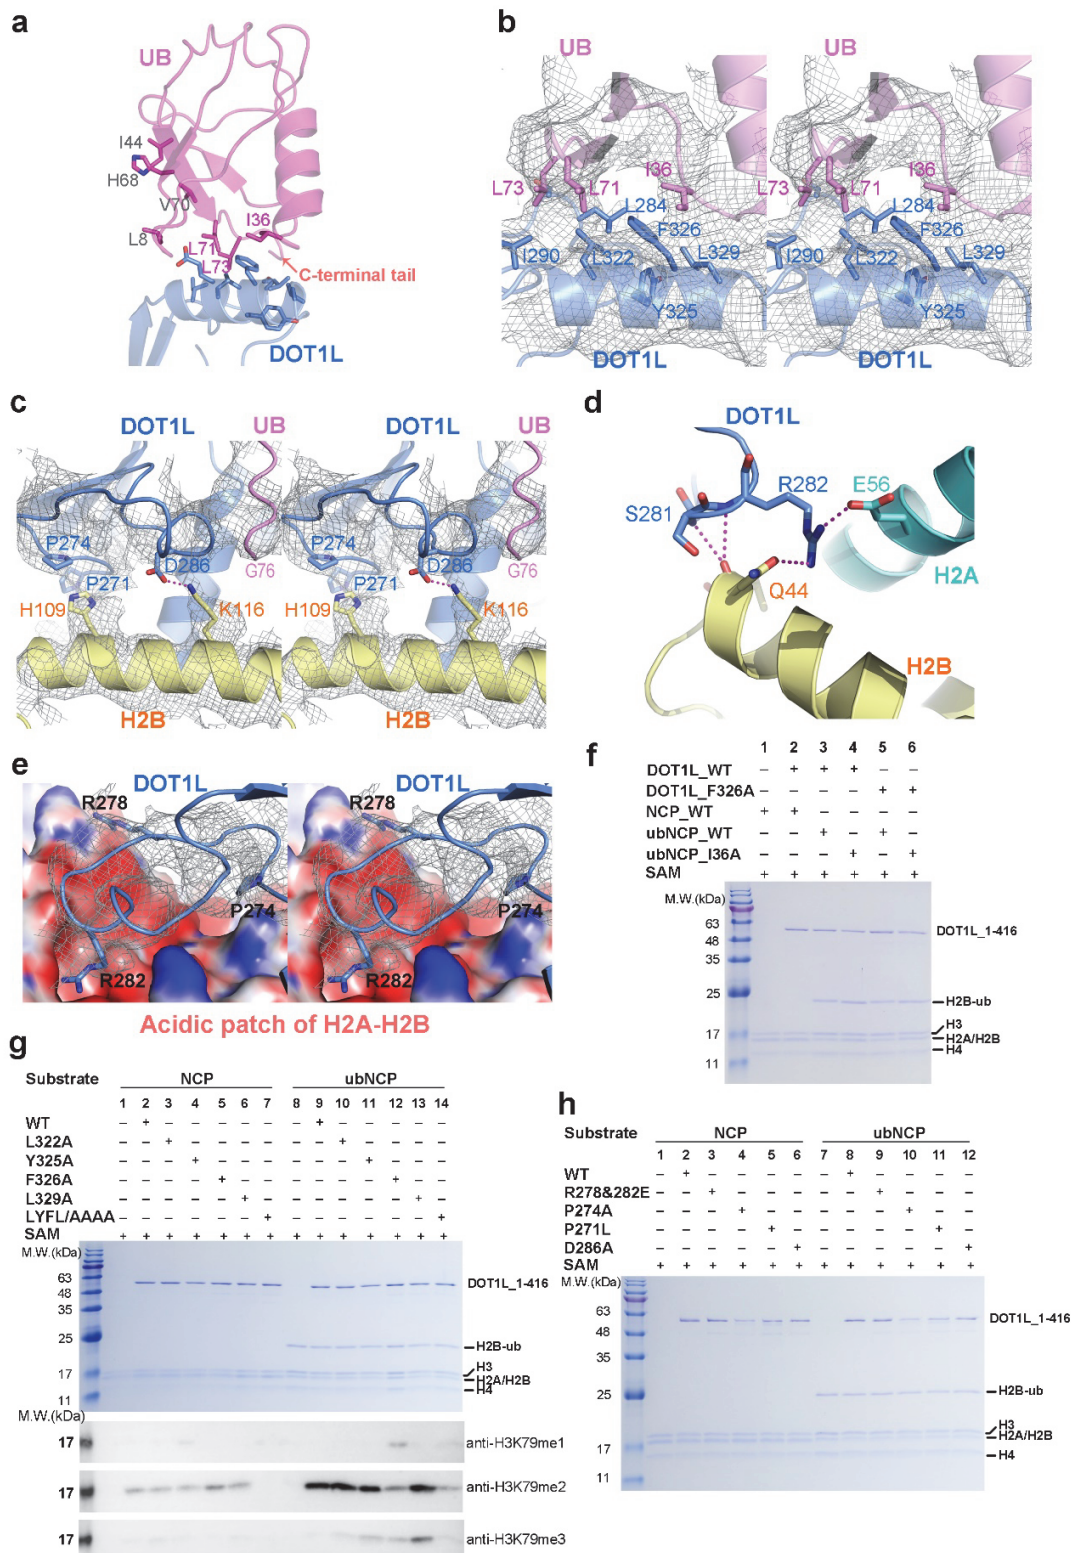 a
UB
I44
H68
V70
L8
L71
I36
L73
C-terminal tail
DOT1L
b
UB
UB
L73
L71
I36
L284
F326
I290
L322
L329
Y325
L73
L71
I36
L284
F326
I290
L322
L329
Y325
DOT1L
DOT1L
c
DOT1L
UB
DOT1L
UB
P274
D286
G76
P271
H109
K116
P274
D286
G76
P271
H109
K116
H2B
H2B
d
DOT1L
R282
E56
S281
H2A
Q44
H2B
e
DOT1L
DOT1L
R278
R278
P274
P274
R282
R282
Acidic patch of H2A-H2B
f
1 2 3 4 5 6
DOT1L_WT – + + + – –
DOT1L_F326A – – – – + +
NCP_WT + + – – – –
ubNCP_WT – – + – + –
ubNCP_I36A – – – + – +
SAM + + + + + +
M.W.(kDa)
63
48
35
25
17
11
DOT1L_1-416
H2B-ub
H3
H2A/H2B
H4
g
Substrate NCP ubNCP
1 2 3 4 5 6 7 8 9 10 11 12 13 14
WT – + – – – – – – + – – – – –
L322A – – + – – – – – – + – – – –
Y325A – – – + – – – – – – + – – –
F326A – – – – + – – – – – – + – –
L329A – – – – – + – – – – – – + –
LYFL/AAAA – – – – – – + – – – – – – +
SAM + + + + + + + + + + + + + +
M.W.(kDa)
63
48
35
25
17
11
DOT1L_1-416
H2B-ub
H3
H2A/H2B
H4
M.W.(kDa)
17 anti-H3K79me1
17 anti-H3K79me2
17 anti-H3K79me3
h
Substrate NCP ubNCP
1 2 3 4 5 6 7 8 9 10 11 12
WT – + – – – – – + – – – –
R278&282E – – + – – – – – + – – –
P274A – – – + – – – – – + – –
P271L – – – – + – – – – – + –
D286A – – – – – + – – – – – +
SAM + + + + + + + + + + + +
M.W.(kDa)
63
48
35
25
17
11
DOT1L_1-416
H2B-ub
H3
H2A/H2B
H4